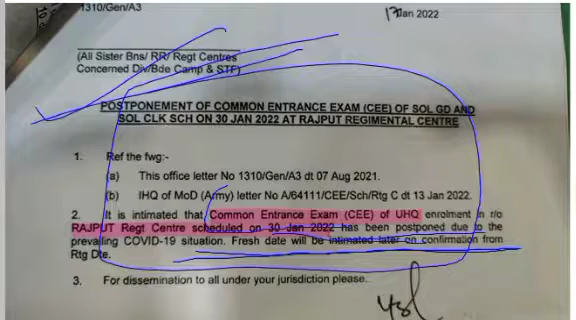 1310/Gen/A3
Jan 2022
(All Sister Bns/ RR/ Regt Centres
Concerned Div/Bde Camp & STF)
POSTPONEMENT OF COMMON ENTRANCE EXAM (CEE) OF SOL GD AND
SOL CLK SCH ON 30 JAN 2022 AT RAJPUT REGIMENTAL CENTRE
1. Ref the fwg:-
(a) This office letter No 1310/Gen/A3 dt 07 Aug 2021.
(b) IHQ of MoD (Army) letter No A/64111/CEE/Sch/Rtg C dt 13 Jan 2022.
2. It is intimated that Common Entrance Exam (CEE) of UHQ enrolment in r/o
RAJPUT Regt Centre scheduled on 30 Jan 2022 has been postponed due to the
prevailing COVID-19 situation. Fresh date will be intimated later on confirmation from
Rtg Dte.
3. For dissemination to all under your jurisdiction please.